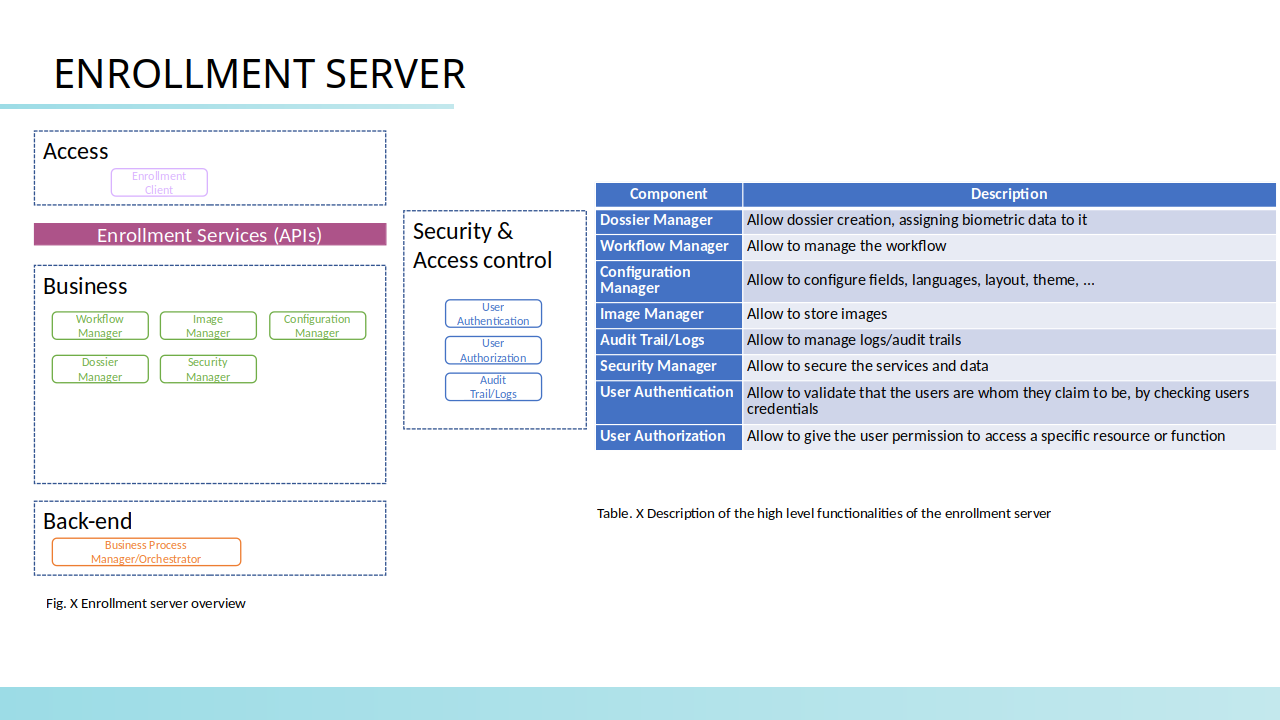 ENROLLMENT SERVER
Access
Enrollment
Client
Enrollment Services (APIs)
Business
Workflow
Manager
Image
Manager
Configuration
Manager
Dossier
Manager
Security
Manager
Back-end
Business Process
Manager/Orchestrator
Fig. X Enrollment server overview
Security &
Access control
User
Authentication
User
Authorization
Audit
Trail/Logs
Component Description
Dossier Manager Allow dossier creation, assigning biometric data to it
Workflow Manager Allow to manage the workflow
Configuration
Manager
Allow to configure fields, languages, layout, theme, ...
Image Manager Allow to store images
Audit Trail/Logs Allow to manage logs/audit trails
Security Manager Allow to secure the services and data
User Authentication Allow to validate that the users are whom they claim to be, by checking users
credentials
User Authorization Allow to give the user permission to access a specific resource or function
Table. X Description of the high level functionalities of the enrollment server